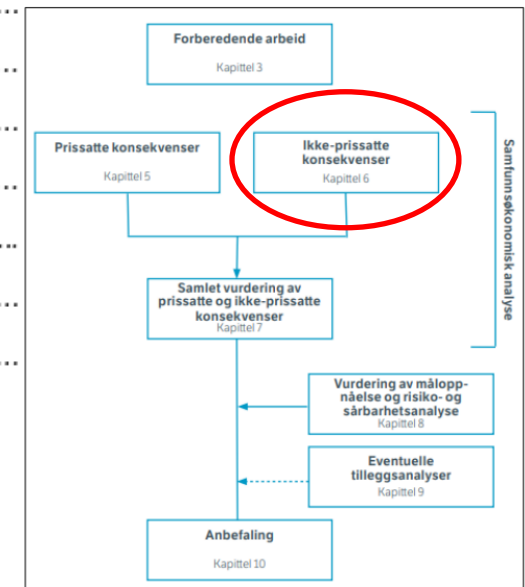 Forberedende arbeid
Kapittel 3
Prissatte konsekvenser
Kapittel 5
Ikke-prissatte
konsekvenser
Kapittel 6
Samfunnsøkonomisk analyse
Samlet vurdering av
prissatte og ikke-prissatte
konsekvenser
Kapittel 7
Vurdering av målopp-
nåelse og risiko- og
sårbarhetsanalyse
Kapittel 8
Eventuelle
tilleggsanalyser
Kapittel 9
Anbefaling
Kapittel 10